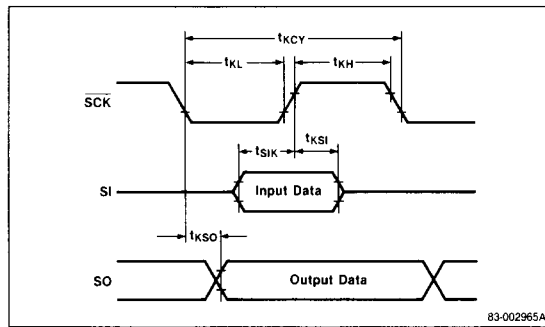 tKCY
tKL
tKH
SCK
tSIK
tKSI
SI
Input Data
tKSO
SO
Output Data
83-002965A